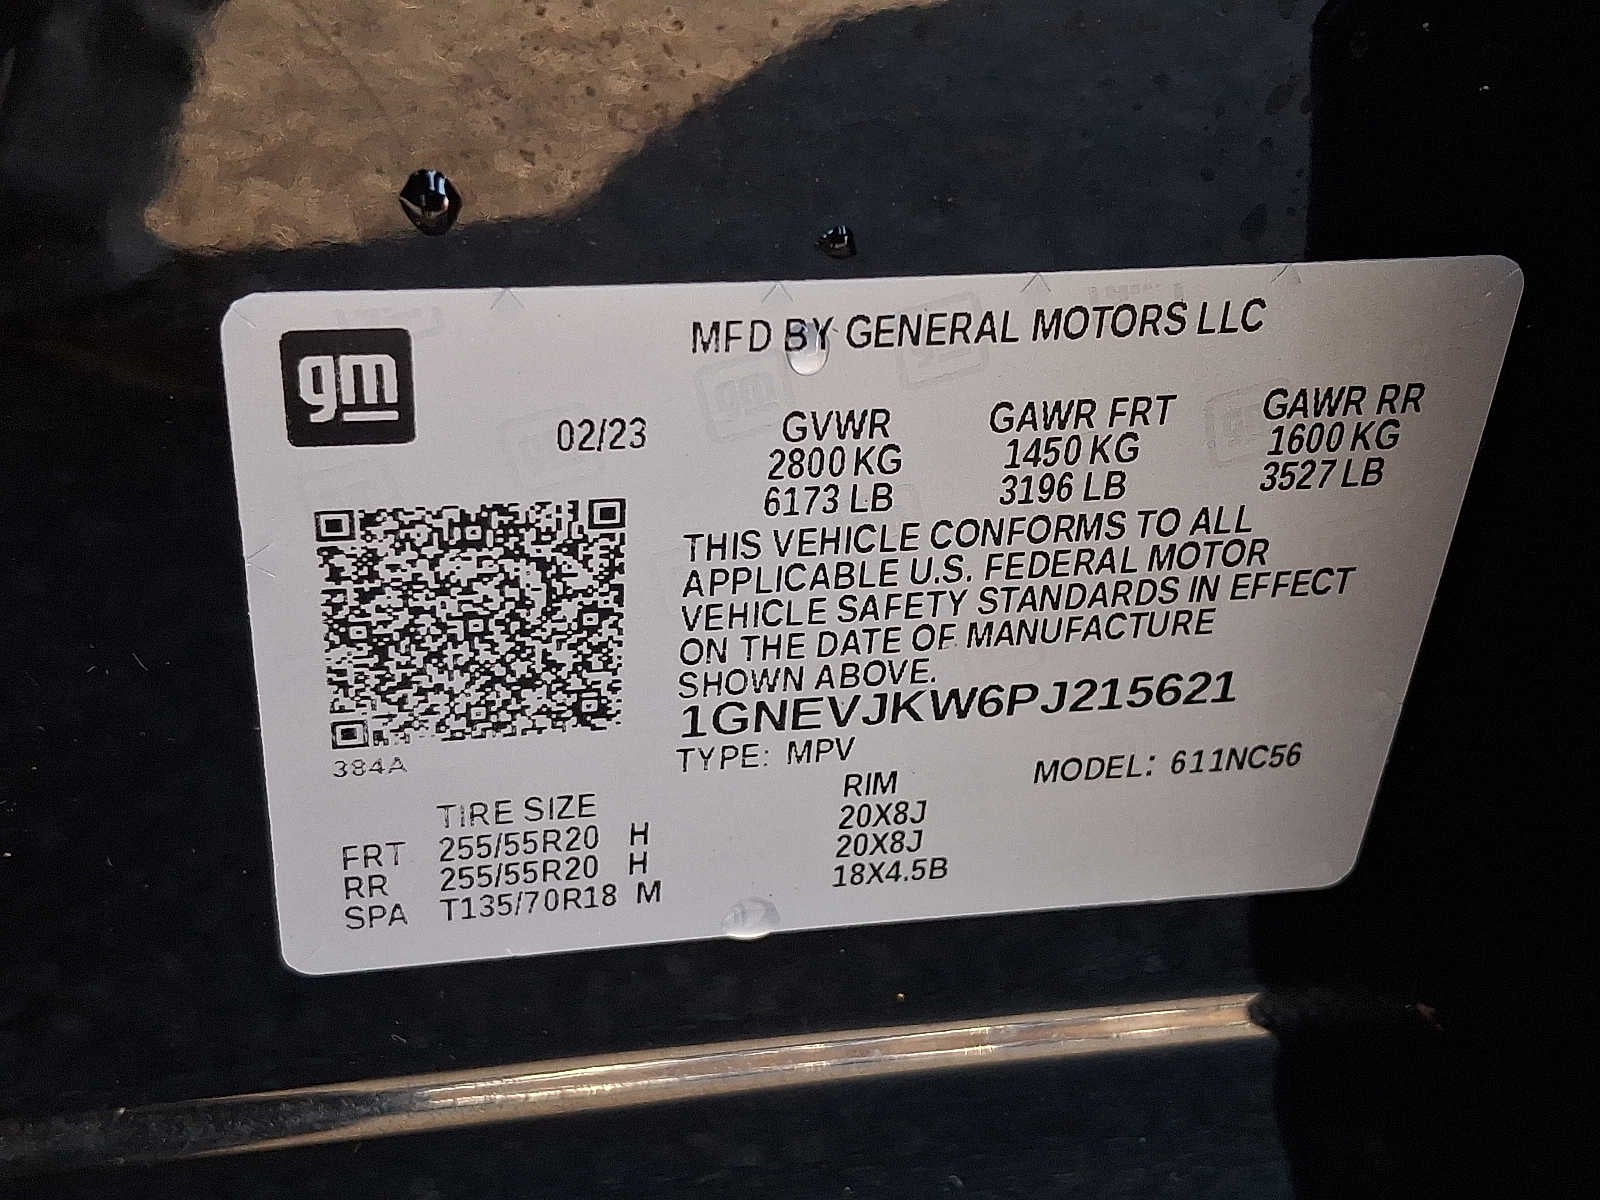 gm
MFD BY GENERAL MOTORS LLC
02/23
GVWR GAWR FRT GAWR RR
2800 KG 1450 KG 1600 KG
6173 LB 3196 LB 3527 LB
THIS VEHICLE CONFORMS TO ALL
APPLICABLE U.S. FEDERAL MOTOR
VEHICLE SAFETY STANDARDS IN EFFECT
ON THE DATE OF MANUFACTURE
SHOWN ABOVE.
1GNEVJKW6PJ215621
384A
TYPE: MPV MODEL: 611NC56
TIRE SIZE RIM
FRT 255/55R20 H 20X8J
RR 255/55R20 H 20X8J
SPA T135/70R18 M 18X4.5B